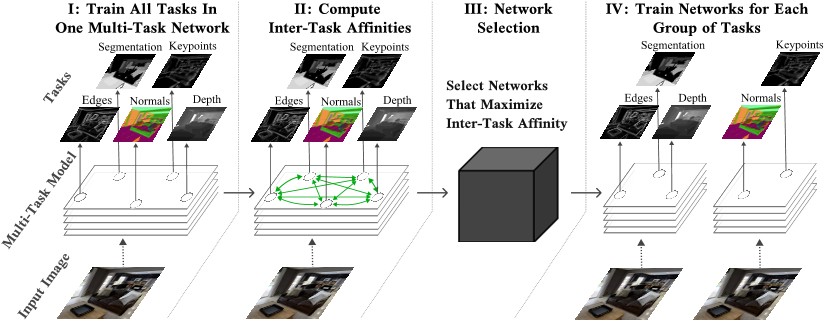 I: Train All Tasks In
One Multi-Task Network
Segmentation
Keypoints
Edges
Normals
Depth
Tasks
Multi-Task Model
Input Image
II: Compute
Inter-Task Affinities
Segmentation
Keypoints
Edges
Normals
Depth
III: Network
Selection
Select Networks
That Maximize
Inter-Task Affinity
IV: Train Networks for Each
Group of Tasks
Segmentation
Keypoints
Edges
Depth
Normals